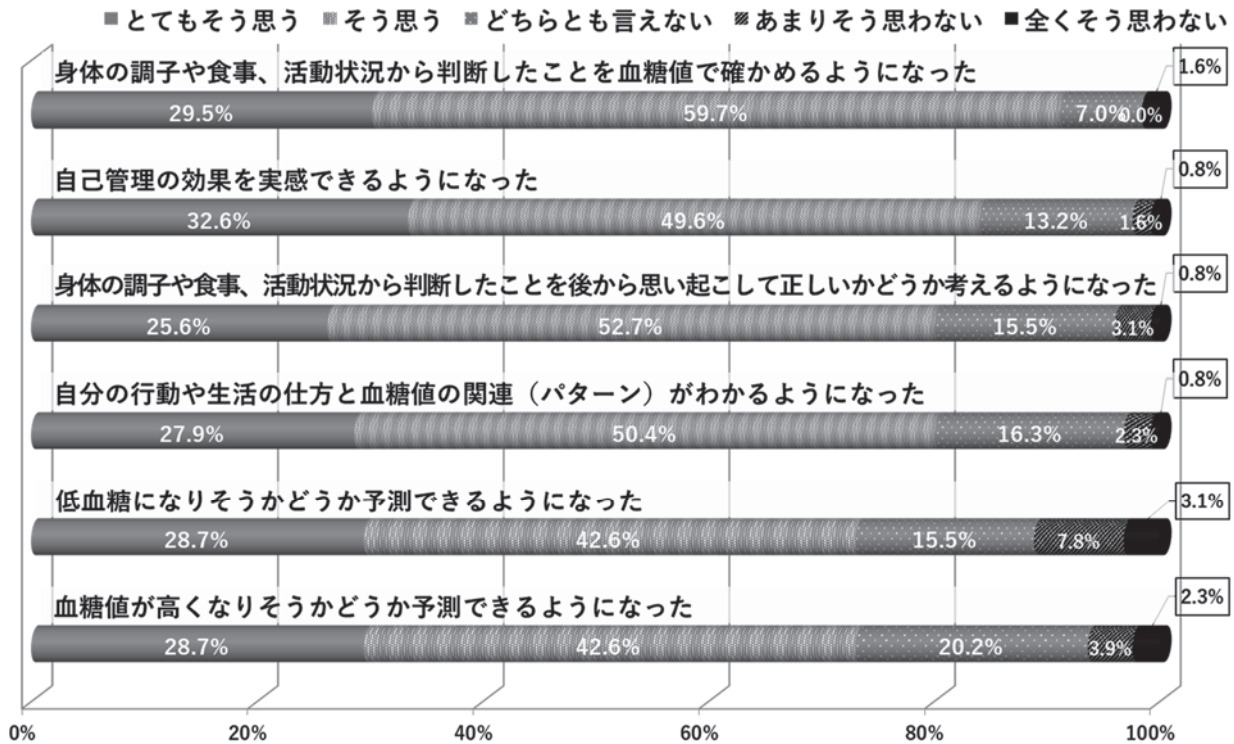 ■とてもそう思う ■そう思う ■どちらとも言えない ■あまりそう思わない ■全くそう思わない
身体の調子や食事、活動状況から判断したことを血糖値で確かめるようになった
1.6%
29.5% 59.7% 7.0% 0.0%
自己管理の効果を実感できるようになった
0.8%
32.6% 49.6% 13.2% 1.6%
身体の調子や食事、活動状況から判断したことを後から思い起こして正しいかどうか考えるようになった
0.8%
25.6% 52.7% 15.5% 3.1%
自分の行動や生活の仕方と血糖値の関連（パターン）がわかるようになった
0.8%
27.9% 50.4% 16.3% 2.3%
低血糖になりそうかどうか予測できるようになった
3.1%
28.7% 42.6% 15.5% 7.8%
血糖値が高くなりそうかどうか予測できるようになった
2.3%
28.7% 42.6% 20.2% 3.9%
0% 20% 40% 60% 80% 100%